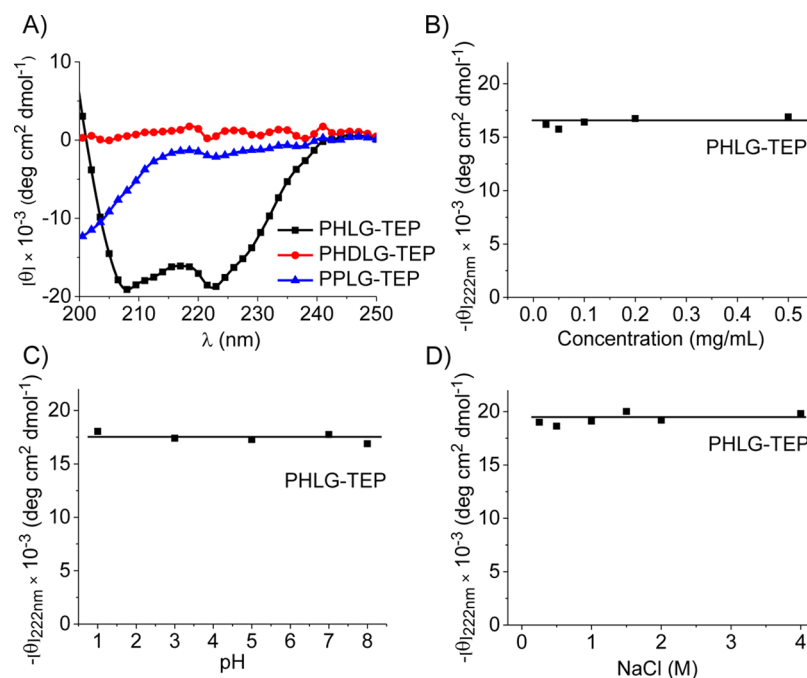 A)
[θ] × 10⁻³ (deg cm² dmol⁻¹)
10
0
-10
-20
200
210
220
230
240
250
λ (nm)
PHLG-TEP
PHDLG-TEP
PPLG-TEP
B)
-[θ]222nm × 10⁻³ (deg cm² dmol⁻¹)
20
15
10
5
0
0.0
0.1
0.2
0.3
0.4
0.5
Concentration (mg/mL)
PHLG-TEP
C)
-[θ]222nm × 10⁻³ (deg cm² dmol⁻¹)
20
15
10
5
0
1
2
3
4
5
6
7
8
pH
PHLG-TEP
D)
-[θ]222nm × 10⁻³ (deg cm² dmol⁻¹)
20
15
10
5
0
0
1
2
3
4
NaCl (M)
PHLG-TEP